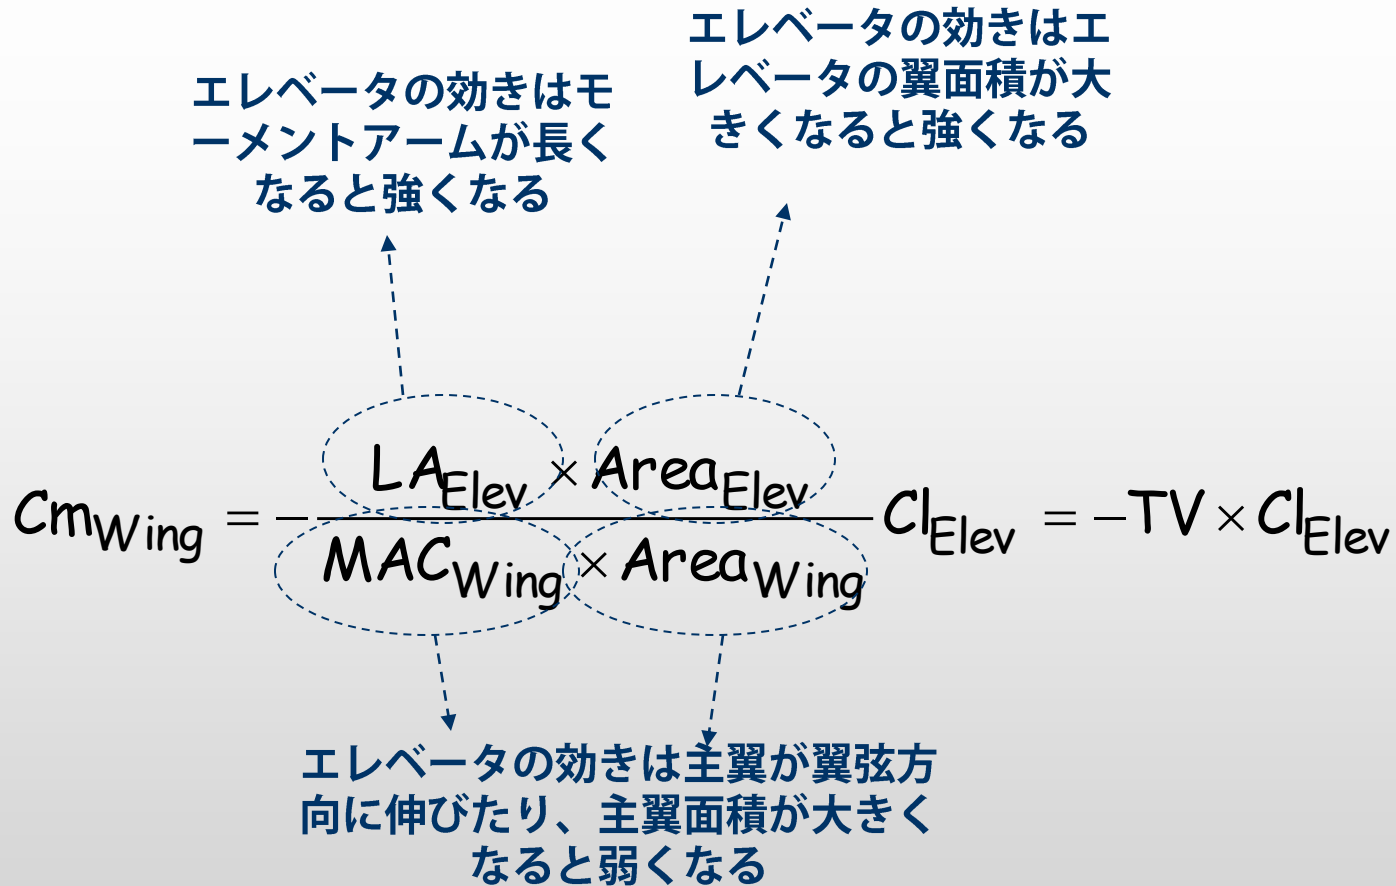 エレベータの効きはエ
レベータの翼面積が大
きくなると強くなる
エレベータの効きはモ
ーメントアームが長く
なると強くなる
LA_Elev × Area_Elev
Cm_Wing = − ──────── Cl_Elev = −TV × Cl_Elev
MAC_Wing × Area_Wing
エレベータの効きは主翼が翼弦方
向に伸びたり、主翼面積が大きく
なると弱くなる